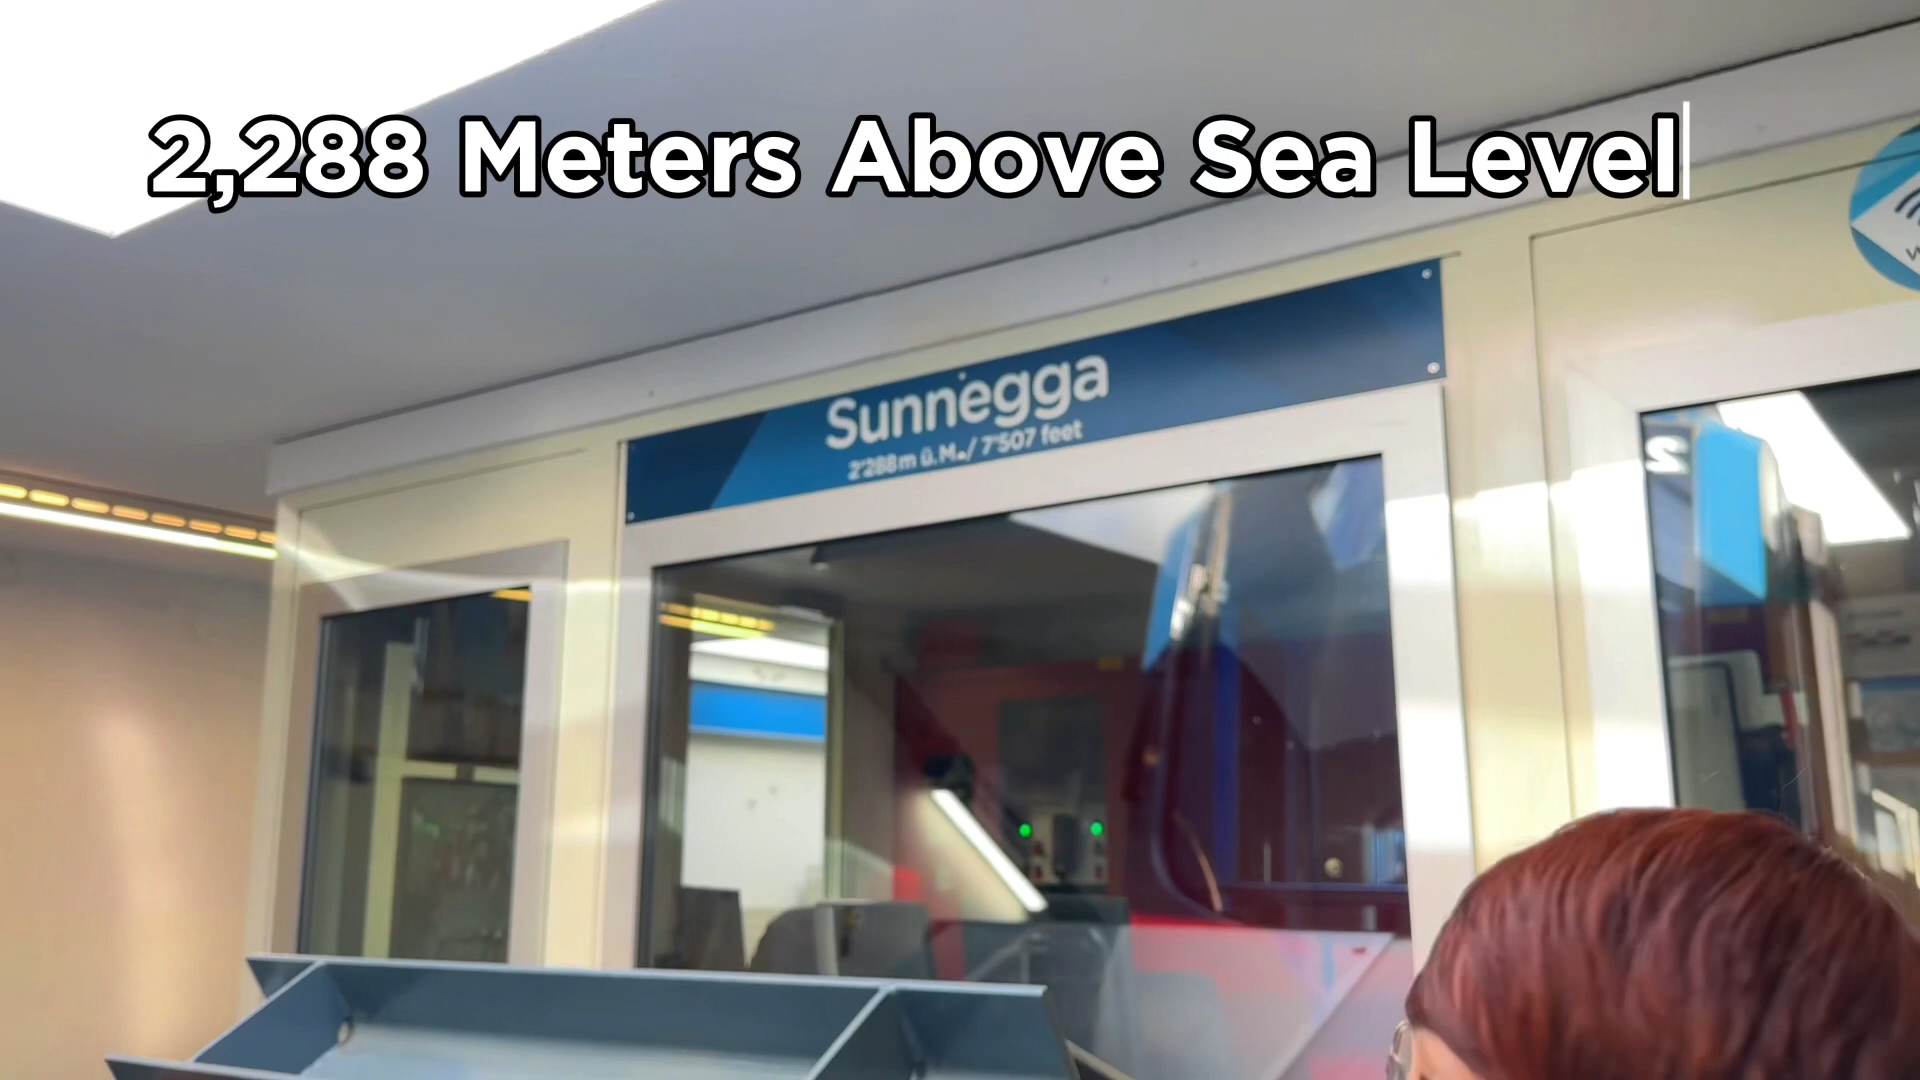 2,288 Meters Above Sea Level
Sunnegga
2'288m ü.M. / 7'507 feet